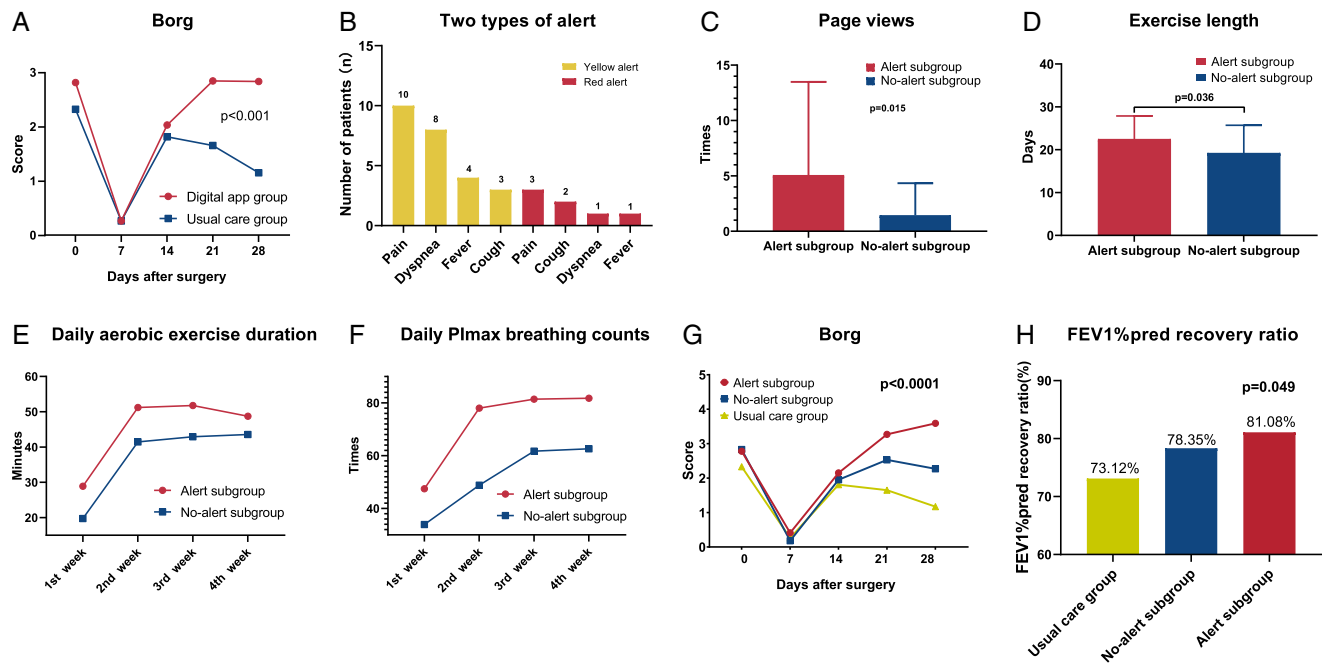 A
Borg
3
2
1
0
Score
p<0.001
Digital app group
Usual care group
0 7 14 21 28
Days after surgery
B
Two types of alert
15
10
5
0
Number of patients (n)
Yellow alert
Red alert
10 8 4 3 3 2 1 1
Pain Dyspnea Fever Cough Pain Cough Dyspnea Fever
C
Page views
15
10
5
0
Times
Alert subgroup
No-alert subgroup
p=0.015
Alert subgroup No-alert subgroup
D
Exercise length
40
30
20
10
0
Days
Alert subgroup
No-alert subgroup
p=0.036
Alert subgroup No-alert subgroup
E
Daily aerobic exercise duration
60
50
40
30
20
Minutes
Alert subgroup
No-alert subgroup
1st week 2nd week 3rd week 4th week
F
Daily PImax breathing counts
80
60
40
Times
Alert subgroup
No-alert subgroup
1st week 2nd week 3rd week 4th week
G
Borg
5
4
3
2
1
0
Score
Alert subgroup
No-alert subgroup
Usual care group
p<0.0001
0 7 14 21 28
Days after surgery
H
FEV1%pred recovery ratio
90
80
70
60
FEV1%pred recovery ratio(%)
p=0.049
73.12%
78.35%
81.08%
Usual care group
No-alert subgroup
Alert subgroup